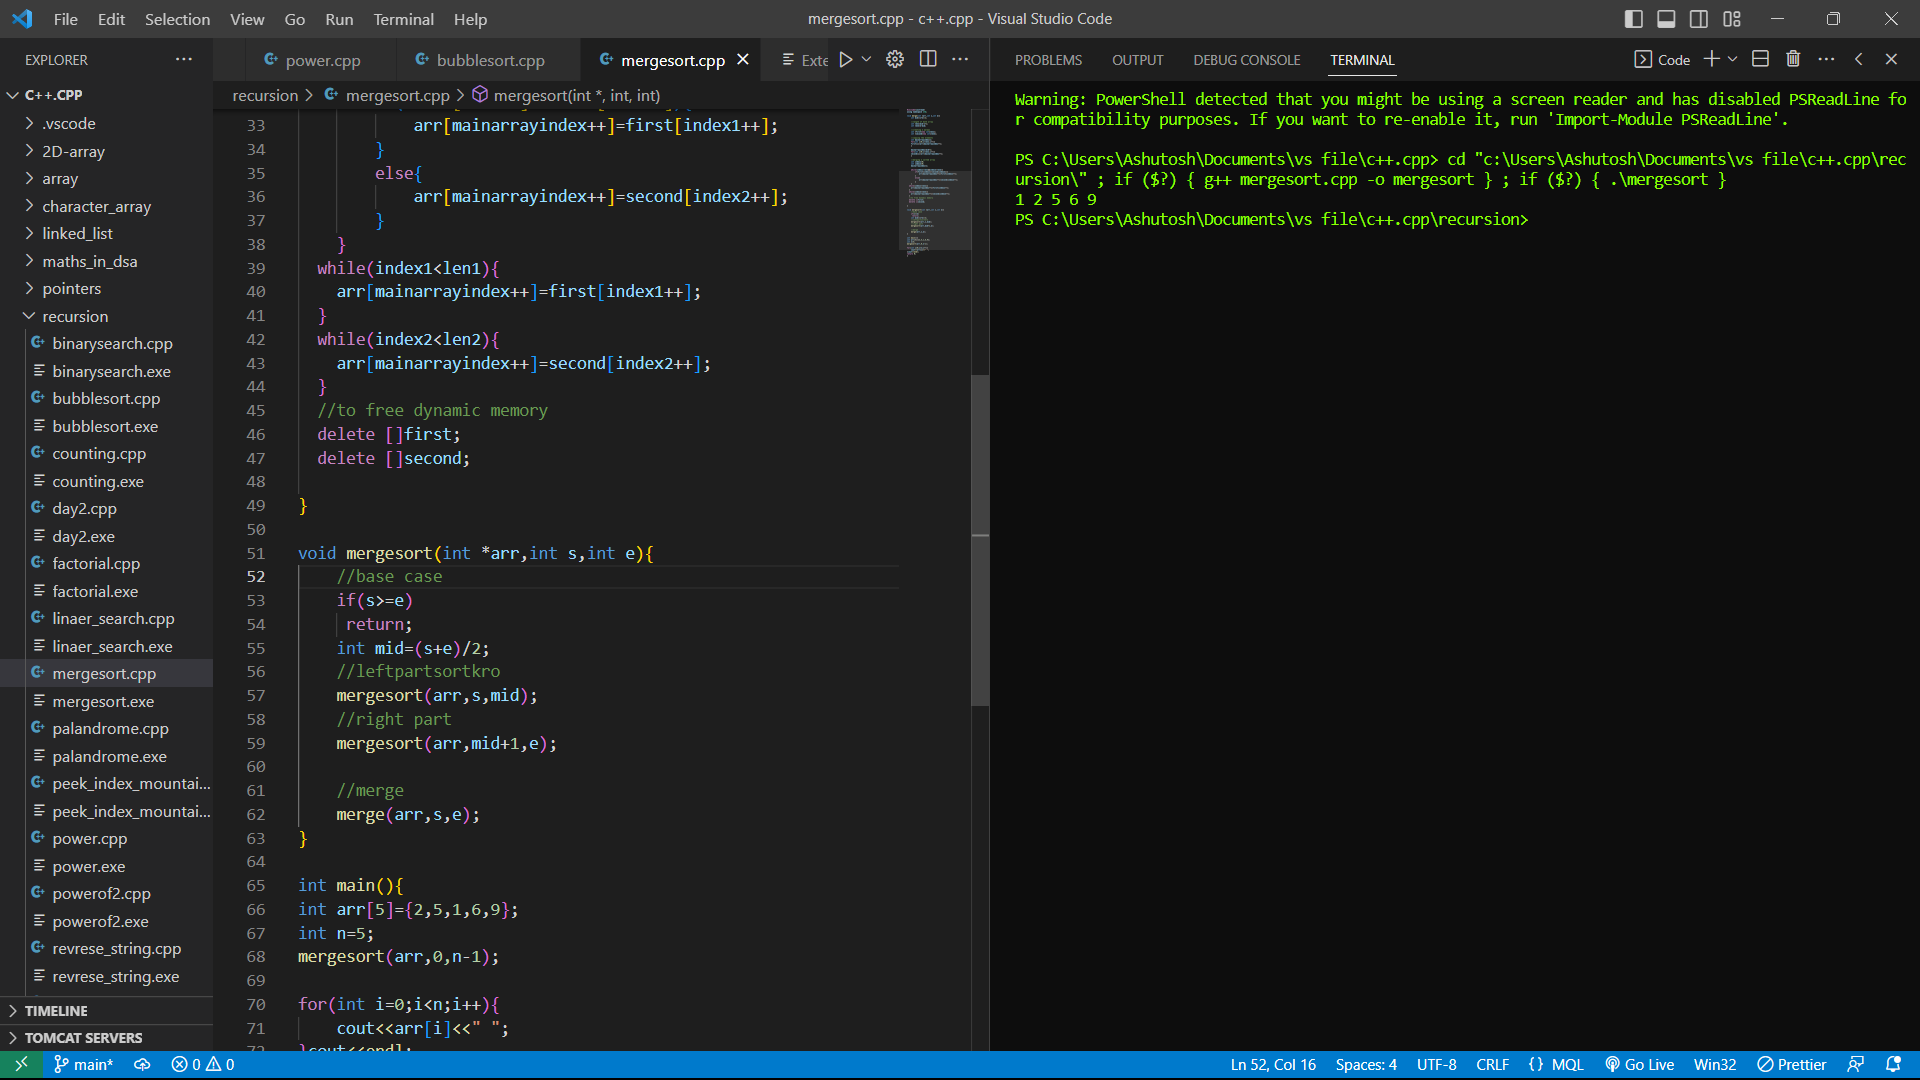 File Edit Selection View Go Run Terminal Help
mergesort.cpp - c++.cpp - Visual Studio Code
EXPLORER
C++.CPP
.vscode
2D-array
array
character_array
linked_list
maths_in_dsa
pointers
recursion
binarysearch.cpp
binarysearch.exe
bubblesort.cpp
bubblesort.exe
counting.cpp
counting.exe
day2.cpp
day2.exe
factorial.cpp
factorial.exe
linaer_search.cpp
linaer_search.exe
mergesort.cpp
mergesort.exe
palandrome.cpp
palandrome.exe
peek_index_mountai...
peek_index_mountai...
power.cpp
power.exe
powerof2.cpp
powerof2.exe
revrese_string.cpp
revrese_string.exe
TIMELINE
TOMCAT SERVERS
power.cpp bubblesort.cpp mergesort.cpp Exte
recursion > mergesort.cpp > mergesort(int *, int, int)
33 arr[mainarrayindex++]=first[index1++];
34 }
35 else{
36 arr[mainarrayindex++]=second[index2++];
37 }
38 }
39 while(index1<len1){
40 arr[mainarrayindex++]=first[index1++];
41 }
42 while(index2<len2){
43 arr[mainarrayindex++]=second[index2++];
44 }
45 //to free dynamic memory
46 delete []first;
47 delete []second;
48
49 }
50
51 void mergesort(int *arr,int s,int e){
52 //base case
53 if(s>=e)
54 return;
55 int mid=(s+e)/2;
56 //leftpartsortkro
57 mergesort(arr,s,mid);
58 //right part
59 mergesort(arr,mid+1,e);
60
61 //merge
62 merge(arr,s,e);
63 }
64
65 int main(){
66 int arr[5]={2,5,1,6,9};
67 int n=5;
68 mergesort(arr,0,n-1);
69
70 for(int i=0;i<n;i++){
71 cout<<arr[i]<<" ";
72 }cout<<endl;
PROBLEMS OUTPUT DEBUG CONSOLE TERMINAL Code
Warning: PowerShell detected that you might be using a screen reader and has disabled PSReadLine fo
r compatibility purposes. If you want to re-enable it, run 'Import-Module PSReadLine'.
PS C:\Users\Ashutosh\Documents\vs file\c++.cpp> cd "c:\Users\Ashutosh\Documents\vs file\c++.cpp\rec
ursion\" ; if ($?) { g++ mergesort.cpp -o mergesort } ; if ($?) { .\mergesort }
1 2 5 6 9
PS C:\Users\Ashutosh\Documents\vs file\c++.cpp\recursion>
main* 0 0 Ln 52, Col 16 Spaces: 4 UTF-8 CRLF {} MQL Go Live Win32 Prettier